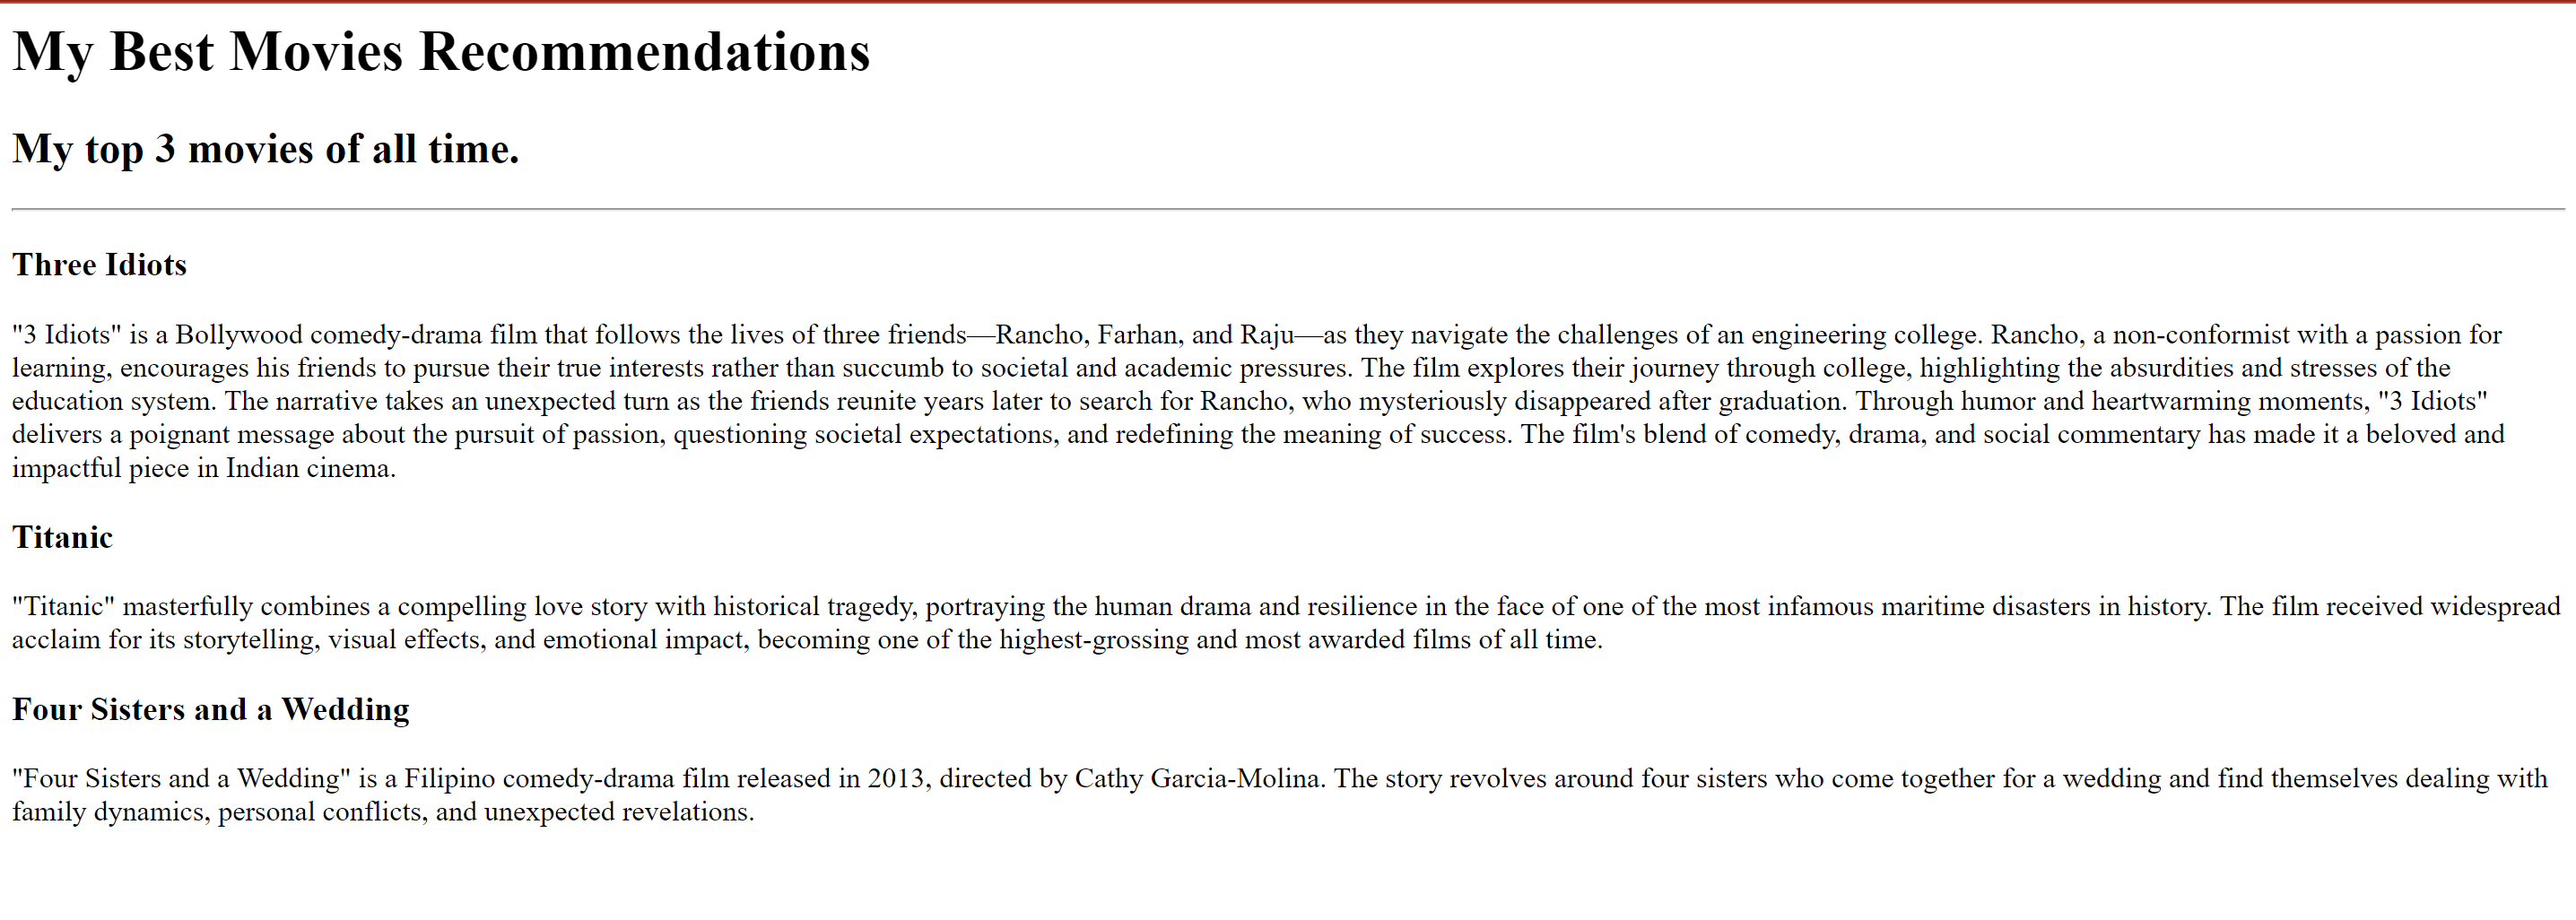 My Best Movies Recommendations
My top 3 movies of all time.
Three Idiots
"3 Idiots" is a Bollywood comedy-drama film that follows the lives of three friends—Rancho, Farhan, and Raju—as they navigate the challenges of an engineering college. Rancho, a non-conformist with a passion for
learning, encourages his friends to pursue their true interests rather than succumb to societal and academic pressures. The film explores their journey through college, highlighting the absurdities and stresses of the
education system. The narrative takes an unexpected turn as the friends reunite years later to search for Rancho, who mysteriously disappeared after graduation. Through humor and heartwarming moments, "3 Idiots"
delivers a poignant message about the pursuit of passion, questioning societal expectations, and redefining the meaning of success. The film's blend of comedy, drama, and social commentary has made it a beloved and
impactful piece in Indian cinema.
Titanic
"Titanic" masterfully combines a compelling love story with historical tragedy, portraying the human drama and resilience in the face of one of the most infamous maritime disasters in history. The film received widespread
acclaim for its storytelling, visual effects, and emotional impact, becoming one of the highest-grossing and most awarded films of all time.
Four Sisters and a Wedding
"Four Sisters and a Wedding" is a Filipino comedy-drama film released in 2013, directed by Cathy Garcia-Molina. The story revolves around four sisters who come together for a wedding and find themselves dealing with
family dynamics, personal conflicts, and unexpected revelations.